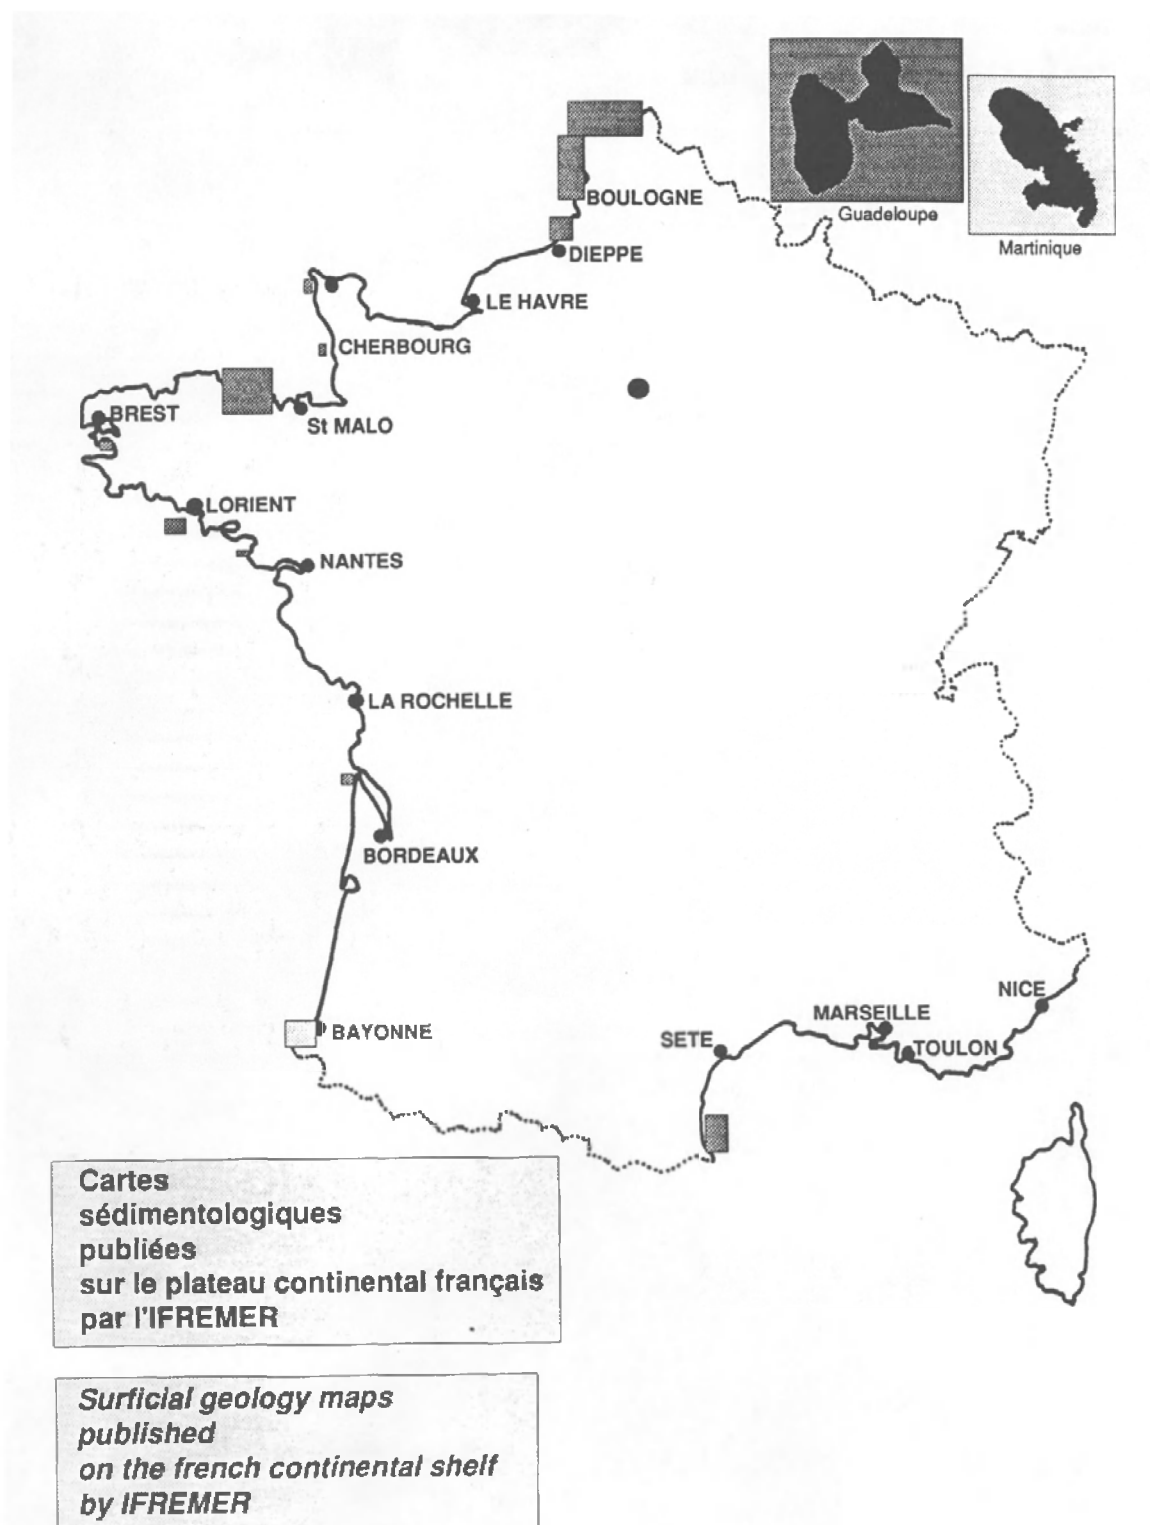 Guadeloupe
Martinique
BOULOGNE
DIEPPE
LE HAVRE
CHERBOURG
BREST
St MALO
LORIENT
NANTES
LA ROCHELLE
BORDEAUX
BAYONNE
NICE
MARSEILLE
SETE
TOULON
Cartes
sédimentologiques
publiées
sur le plateau continental français
par l'IFREMER
Surficial geology maps
published
on the french continental shelf
by IFREMER